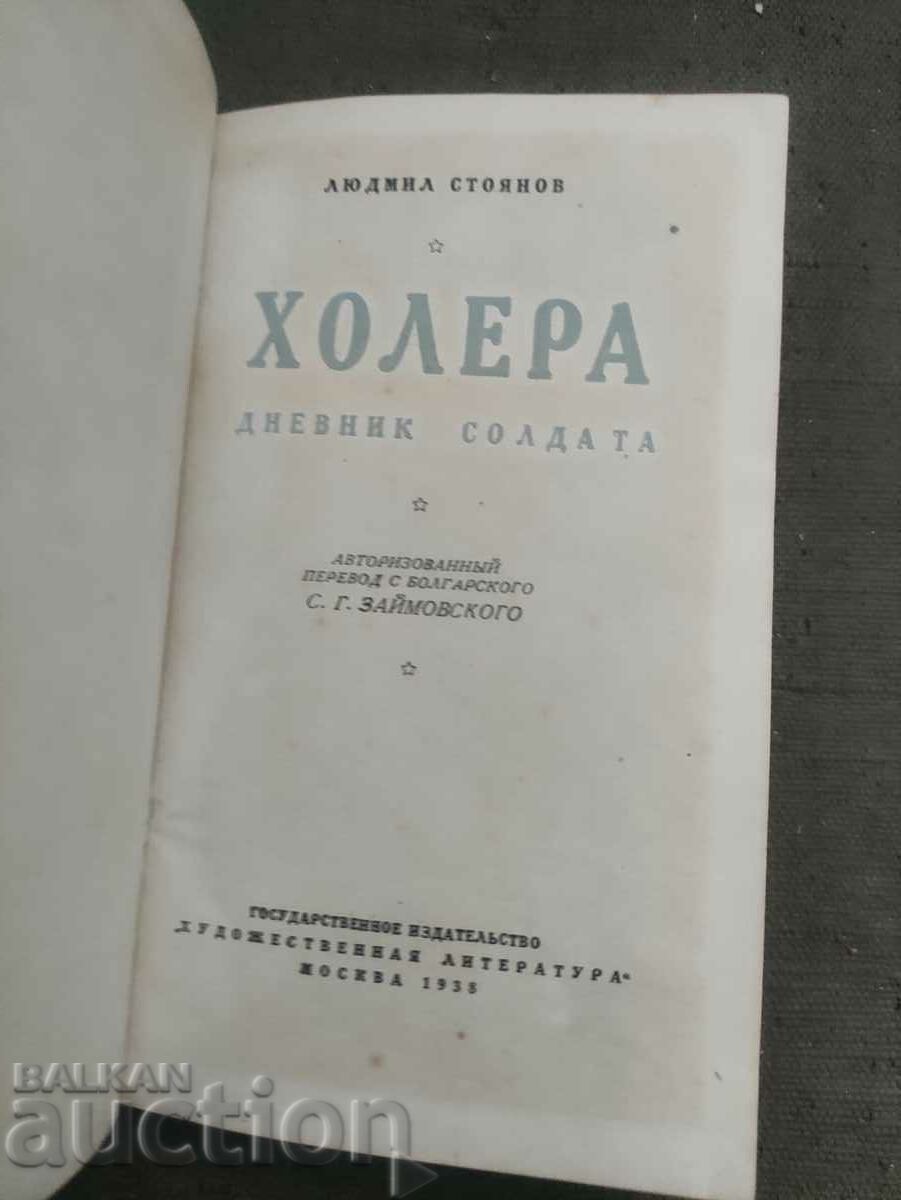 ЛЮДМИЛ СТОЯНОВ
ХОЛЕРА
ДНЕВНИК СОЛДАТА
АВТОРИЗОВАННЫЙ
ПЕРЕВОД С БОЛГАРСКОГО
С. Г. ЗАЙМОВСКОГО
ГОСУДАРСТВЕННОЕ ИЗДАТЕЛЬСТВО
„ХУДОЖЕСТВЕННАЯ ЛИТЕРАТУРА“
МОСКВА 1938
BALKAN
auction